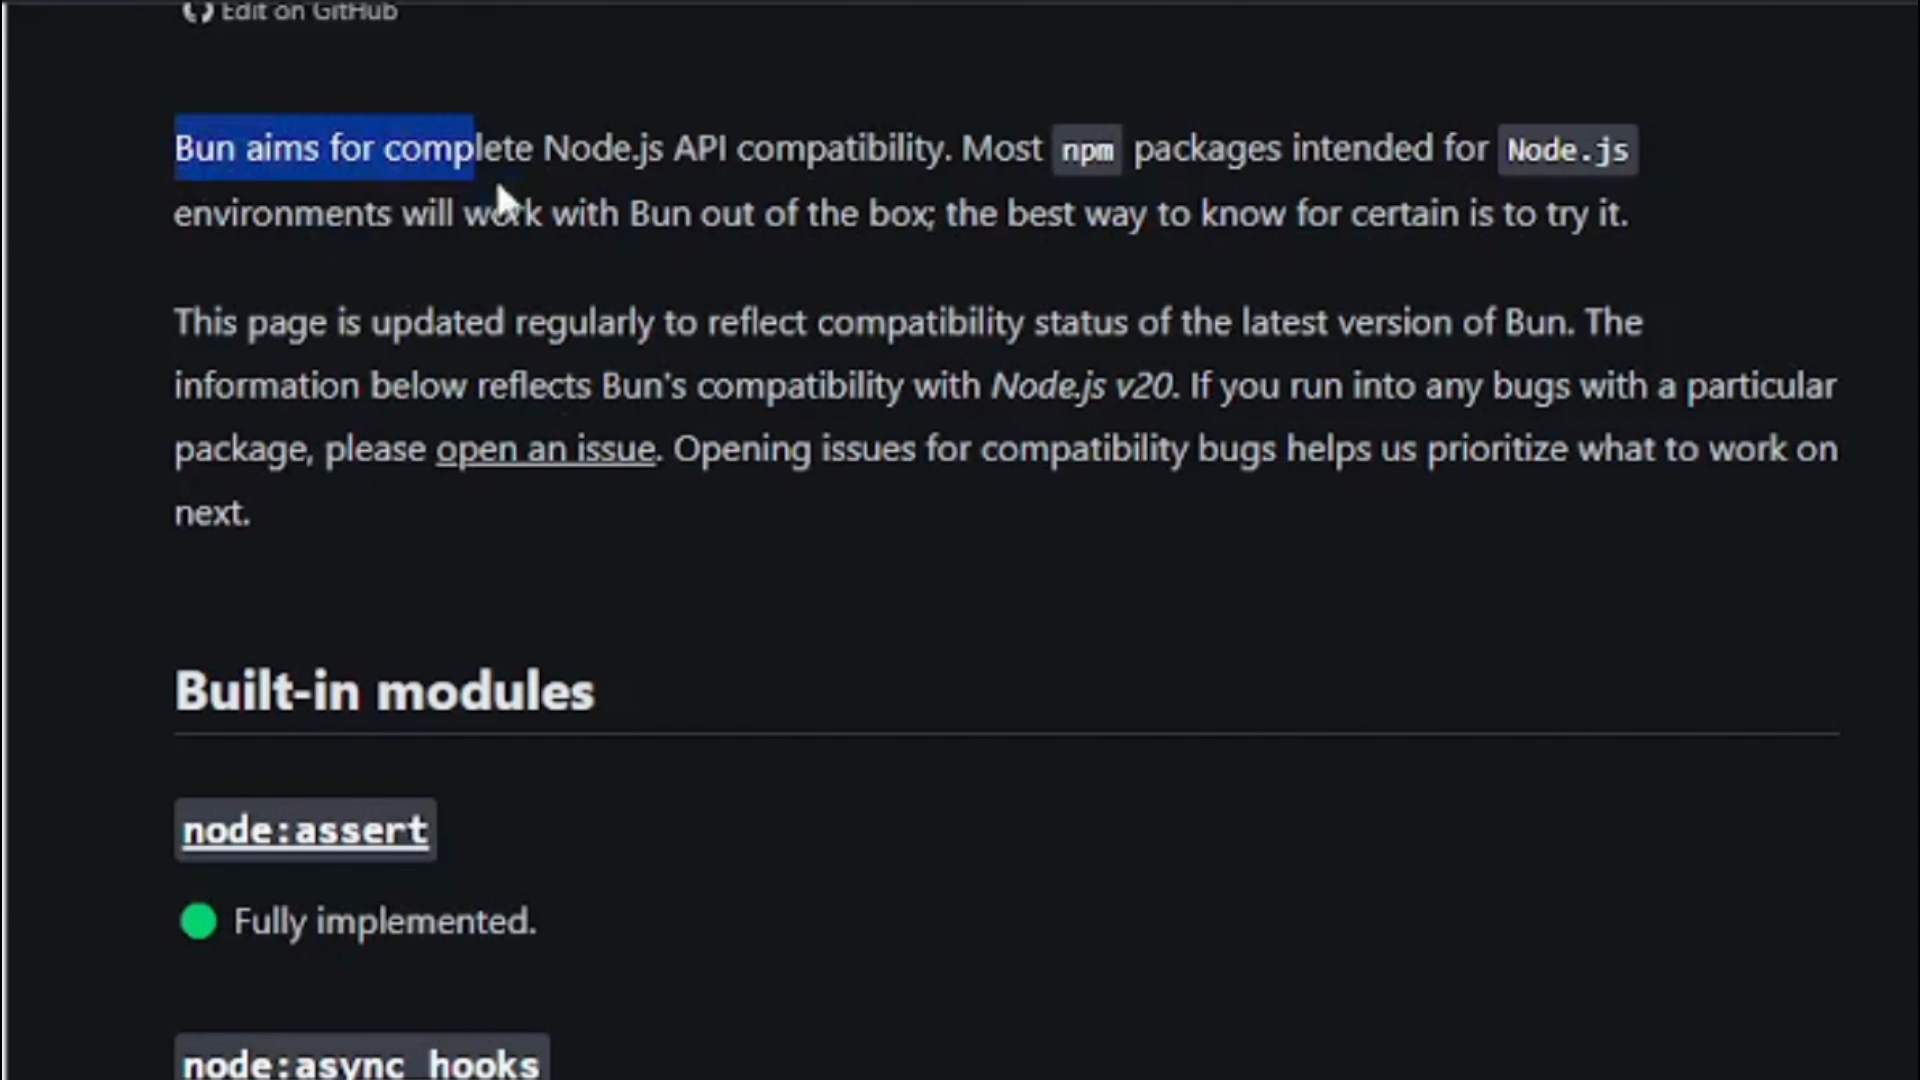 Edit on GitHub
Bun aims for complete Node.js API compatibility. Most npm packages intended for Node.js
environments will work with Bun out of the box; the best way to know for certain is to try it.
This page is updated regularly to reflect compatibility status of the latest version of Bun. The
information below reflects Bun's compatibility with Node.js v20. If you run into any bugs with a particular
package, please open an issue. Opening issues for compatibility bugs helps us prioritize what to work on
next.
Built-in modules
node:assert
Fully implemented.
node:async_hooks